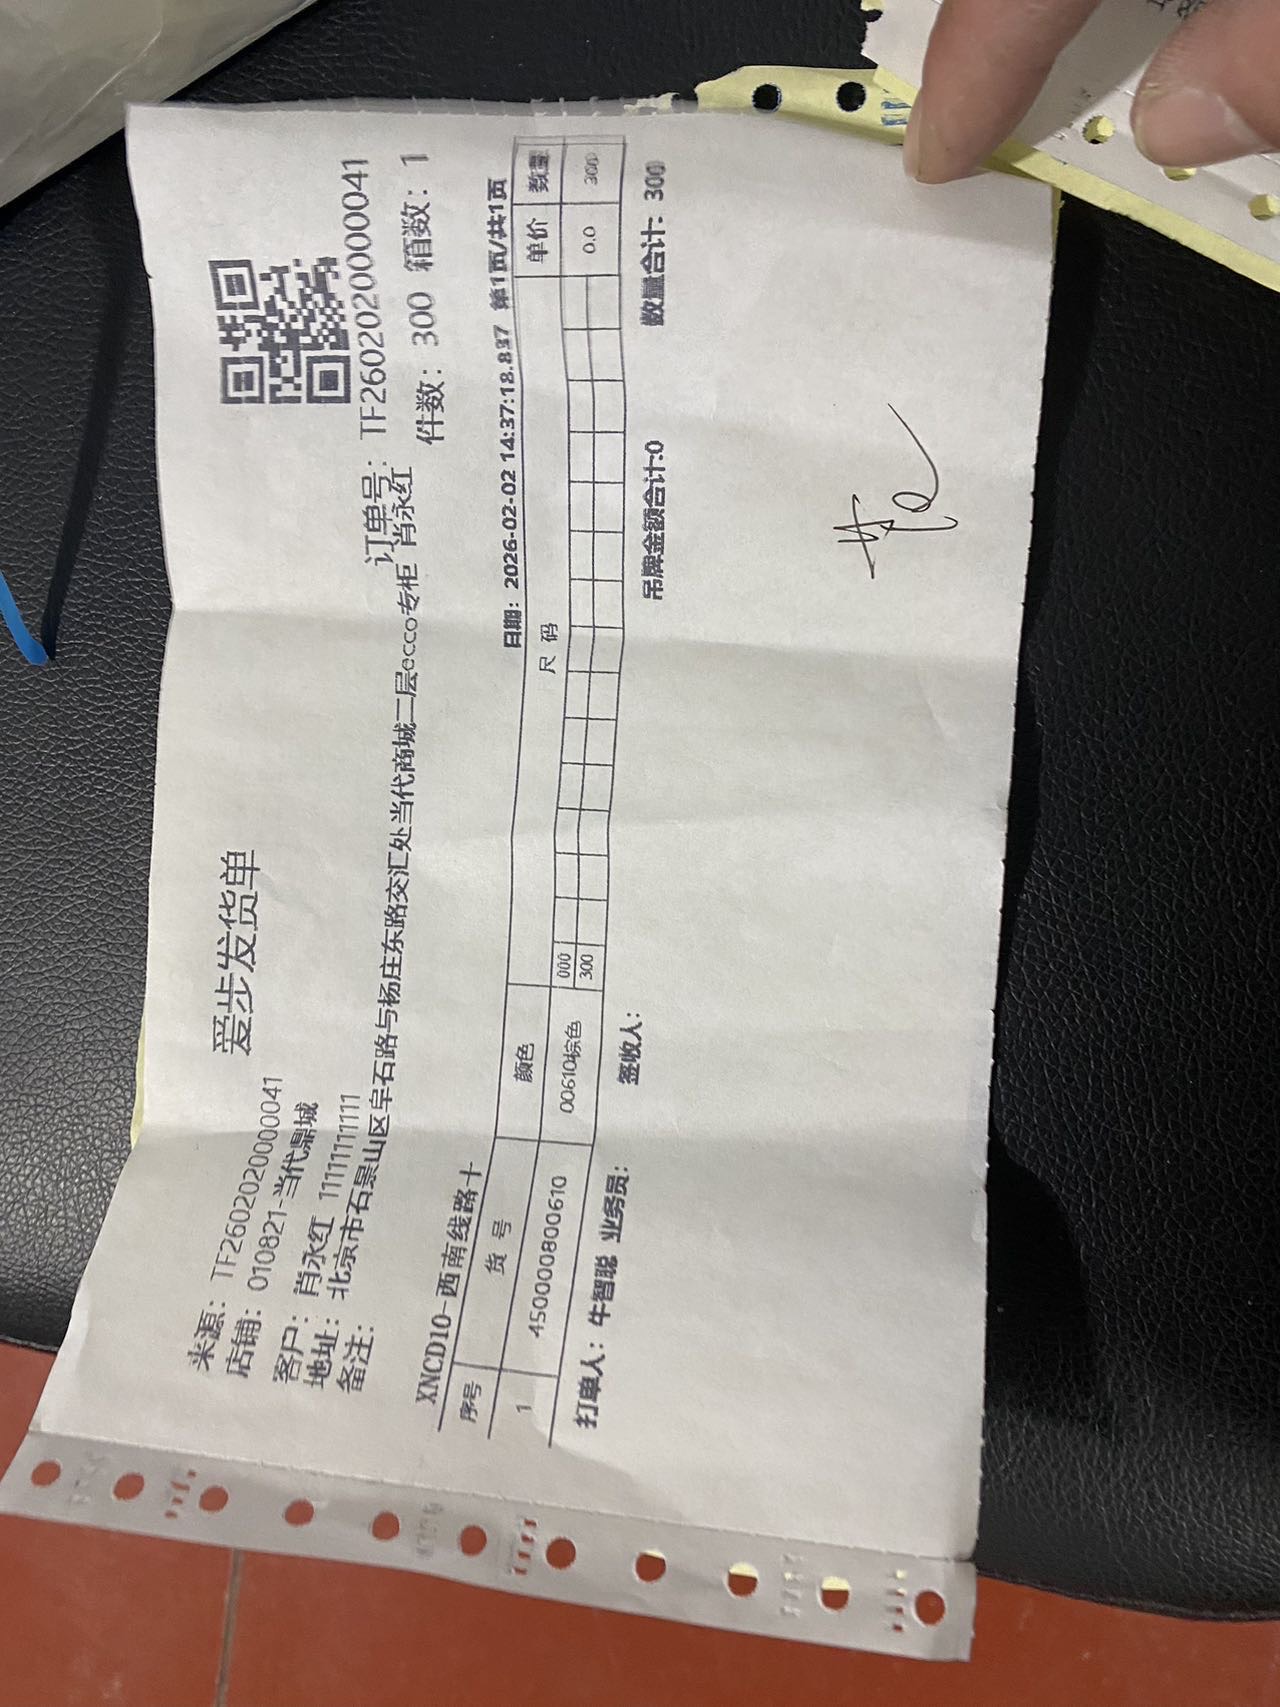 爱步发货单
来源：TF260202000041
店铺：010821-当代鼎城
订单号：TF260202000041
客户：肖永红 11111111111
肖永红
件数：300 箱数：1
地址：北京市石景山区阜石路与杨庄东路交汇处当代商城二层ecco专柜
备注：
XNCD10-西南线路十
日期：2026-02-02 14:37:18.837 第1页/共1页
序号 货号 颜色 尺码 单价 数量
1 450000800610 00610棕色 000 0.0 300
300
打单人：牛智聪 业务员： 签收人： 吊牌金额合计:0 数量合计：300